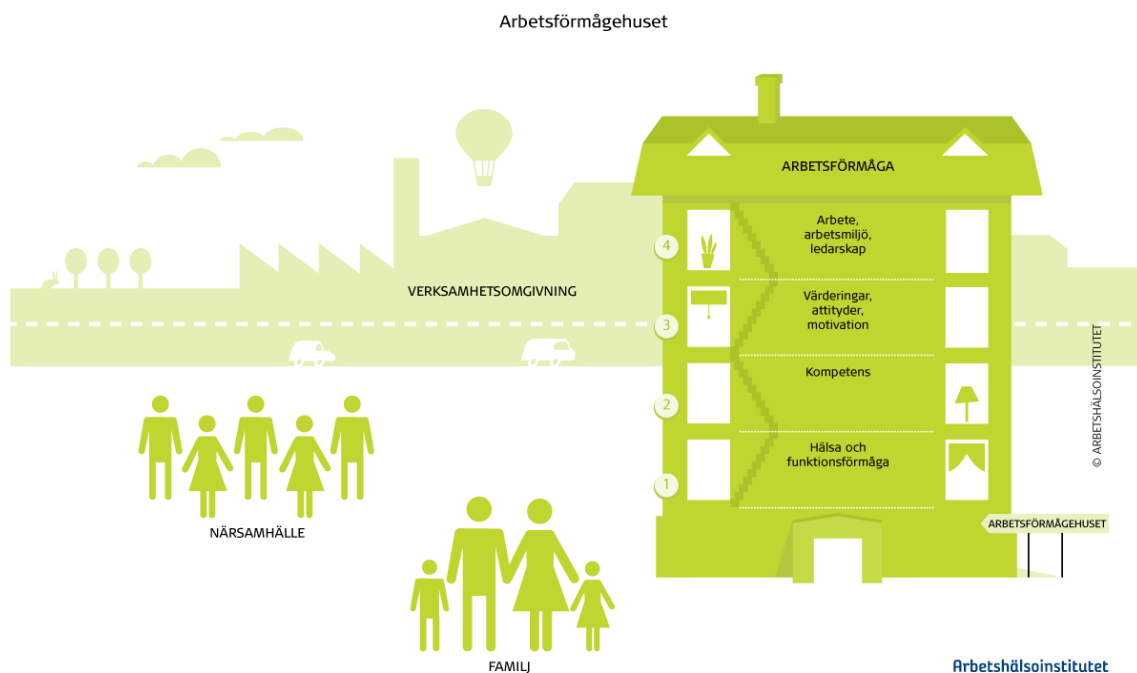 Arbetsförmågehuset
ARBETSFÖRMÅGA
4
Arbete,
arbetsmiljö,
ledarskap
VERKSAMHETSOMGIVNING
3
Värderingar,
attityder,
motivation
2
Kompetens
1
Hälsa och
funktionsförmåga
© ARBETSHÄLSOINSTITUTET
ARBETSFÖRMÅGEHUSET
NÄRSAMHÄLLE
FAMILJ
Arbetshälsoinstitutet